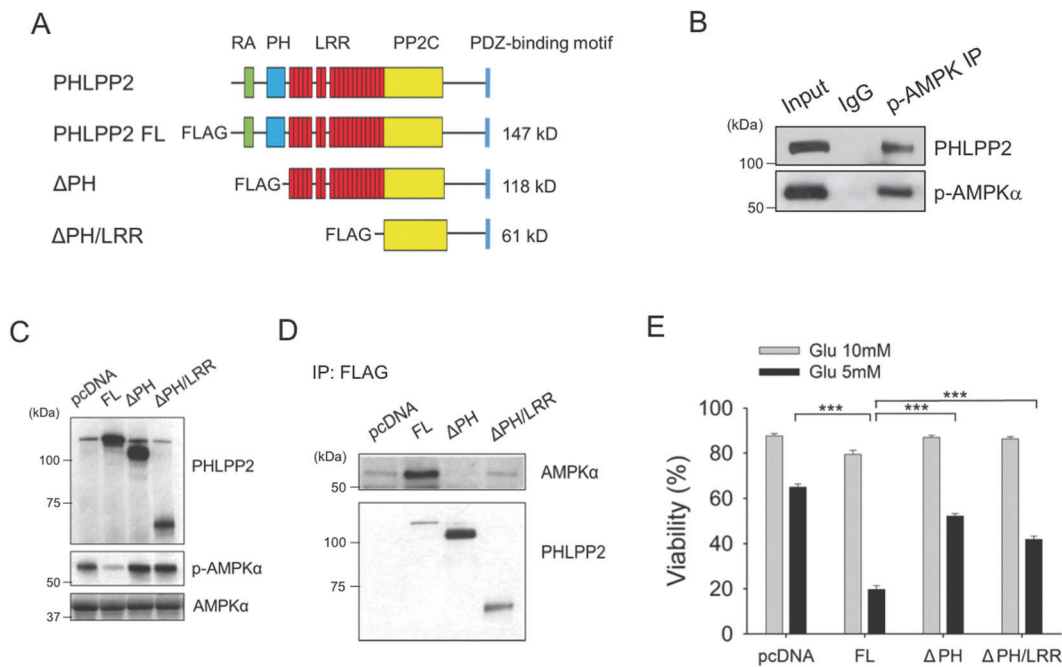 A
RA PH LRR PP2C PDZ-binding motif
PHLPP2
PHLPP2 FL FLAG 147 kD
ΔPH FLAG 118 kD
ΔPH/LRR FLAG 61 kD
B
Input IgG p-AMPK IP
(kDa)
100 PHLPP2
50 p-AMPKα
C
pcDNA FL ΔPH ΔPH/LRR
(kDa)
100
PHLPP2
75
50 p-AMPKα
37 AMPKα
D
IP: FLAG
pcDNA FL ΔPH ΔPH/LRR
(kDa)
50 AMPKα
100 PHLPP2
75
E
Glu 10mM
Glu 5mM
*** *** ***
Viability (%)
100
80
60
40
20
0
pcDNA FL ΔPH ΔPH/LRR